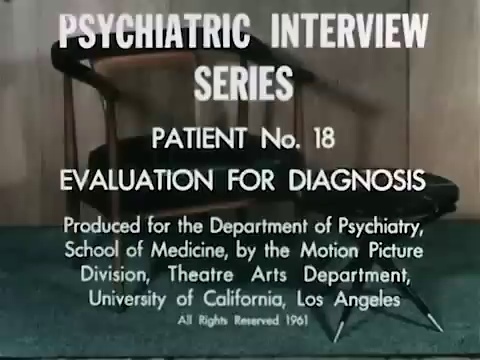 PSYCHIATRIC INTERVIEW
SERIES
PATIENT No. 18
EVALUATION FOR DIAGNOSIS
Produced for the Department of Psychiatry,
School of Medicine, by the Motion Picture
Division, Theatre Arts Department,
University of California, Los Angeles
All Rights Reserved 1961